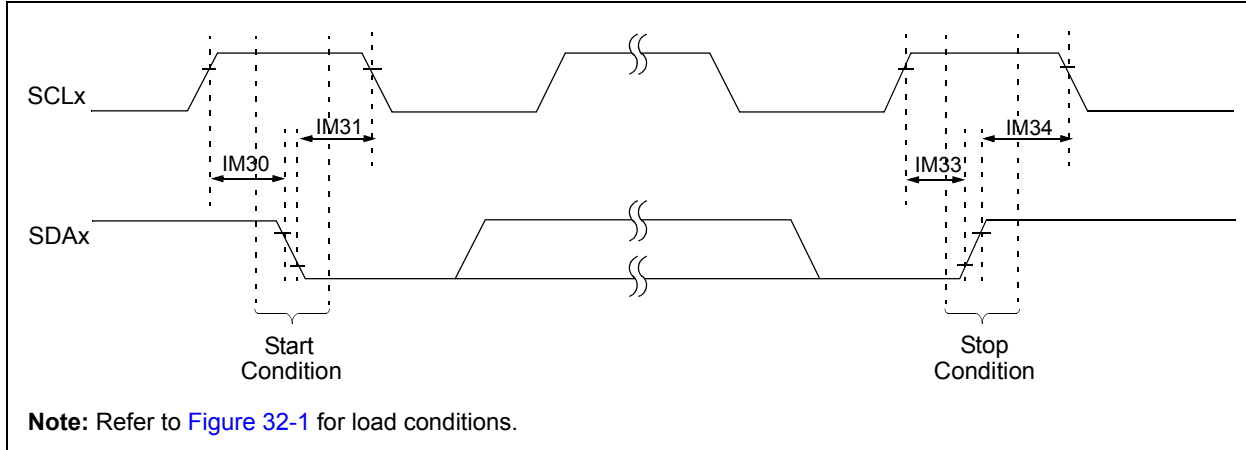 SCLx
IM31
IM34
IM30
IM33
SDAx
Start
Condition
Stop
Condition
Note: Refer to Figure 32-1 for load conditions.